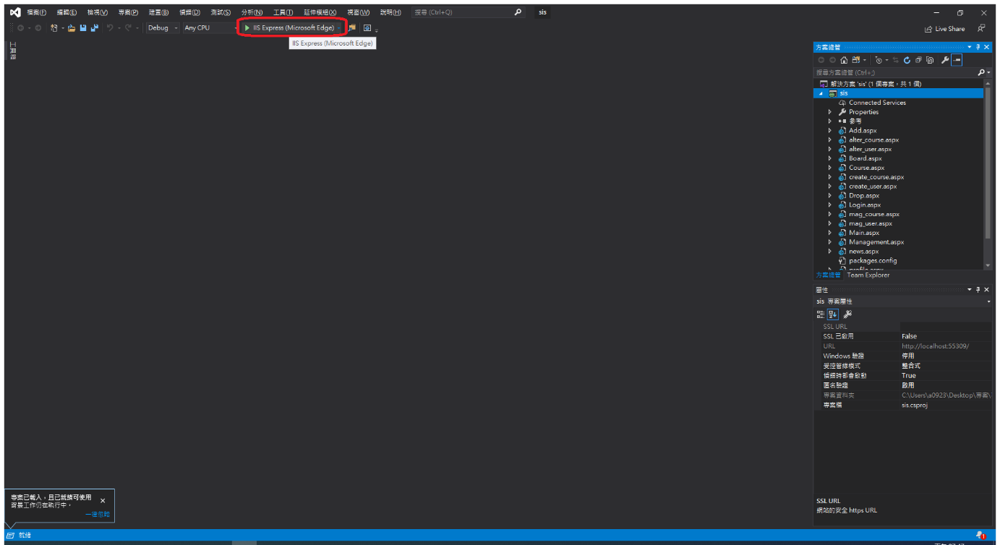 檔案(F) 編輯(E) 檢視(V) 專案(P) 建置(B) 偵錯(D) 測試(S) 分析(N) 工具(T) 延伸模組(X) 視窗(W) 說明(H) 搜尋 (Ctrl+Q) sis
Debug Any CPU IIS Express (Microsoft Edge) Live Share
IIS Express (Microsoft Edge)
工具箱
方案總管
搜尋方案總管 (Ctrl+;)
解決方案 'sis' (1 個專案，共 1 個)
sis
Connected Services
Properties
參考
Add.aspx
alter_course.aspx
alter_user.aspx
Board.aspx
Course.aspx
create_course.aspx
create_user.aspx
Drop.aspx
Login.aspx
mag_course.aspx
mag_user.aspx
Main.aspx
Management.aspx
news.aspx
packages.config
profile.aspx
方案總管 Team Explorer
屬性
sis 專案屬性
SSL URL
SSL 已啟用 False
URL http://localhost:55309/
Windows 驗證 停用
受控管線模式 整合式
偵錯時都會啟動 True
匿名驗證 啟用
專案資料夾 C:\Users\a0923\Desktop\專案\
專案檔 sis.csproj
SSL URL
網站的安全 https URL
專案已載入，且已就緒可使用
背景工作仍在執行中。
就緒
1